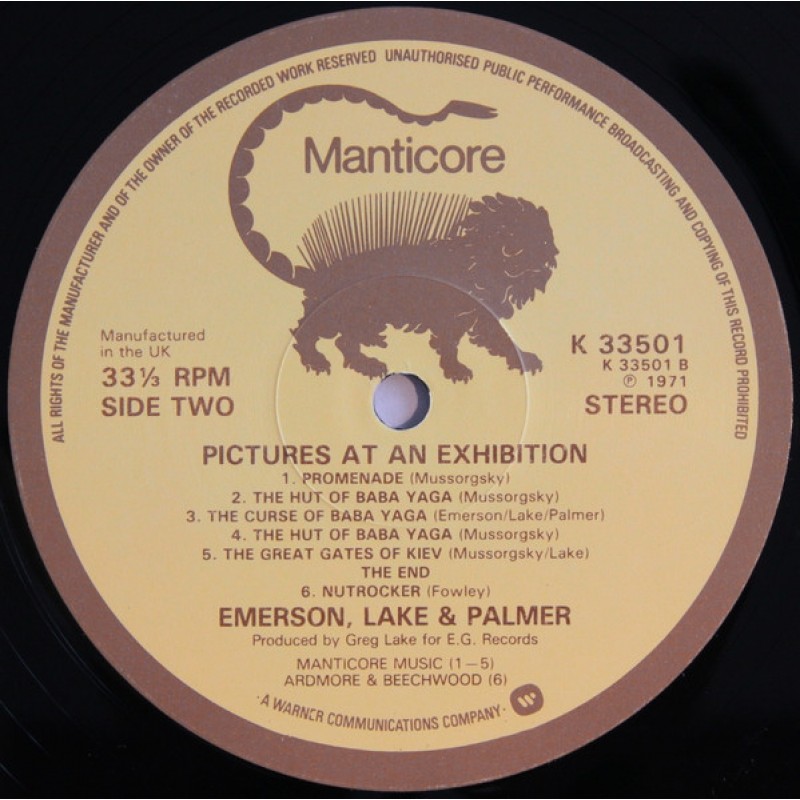 ALL RIGHTS OF THE MANUFACTURER AND OF THE OWNER OF THE RECORDED WORK RESERVED UNAUTHORISED PUBLIC PERFORMANCE BROADCASTING AND COPYING OF THIS RECORD PROHIBITED
Manticore
Manufactured
in the UK
33⅓ RPM
SIDE TWO
K 33501
K 33501 B
℗ 1971
STEREO
PICTURES AT AN EXHIBITION
1. PROMENADE (Mussorgsky)
2. THE HUT OF BABA YAGA (Mussorgsky)
3. THE CURSE OF BABA YAGA (Emerson/Lake/Palmer)
4. THE HUT OF BABA YAGA (Mussorgsky)
5. THE GREAT GATES OF KIEV (Mussorgsky/Lake)
THE END
6. NUTROCKER (Fowley)
EMERSON, LAKE & PALMER
Produced by Greg Lake for E.G. Records
MANTICORE MUSIC (1–5)
ARDMORE & BEECHWOOD (6)
· A WARNER COMMUNICATIONS COMPANY ·